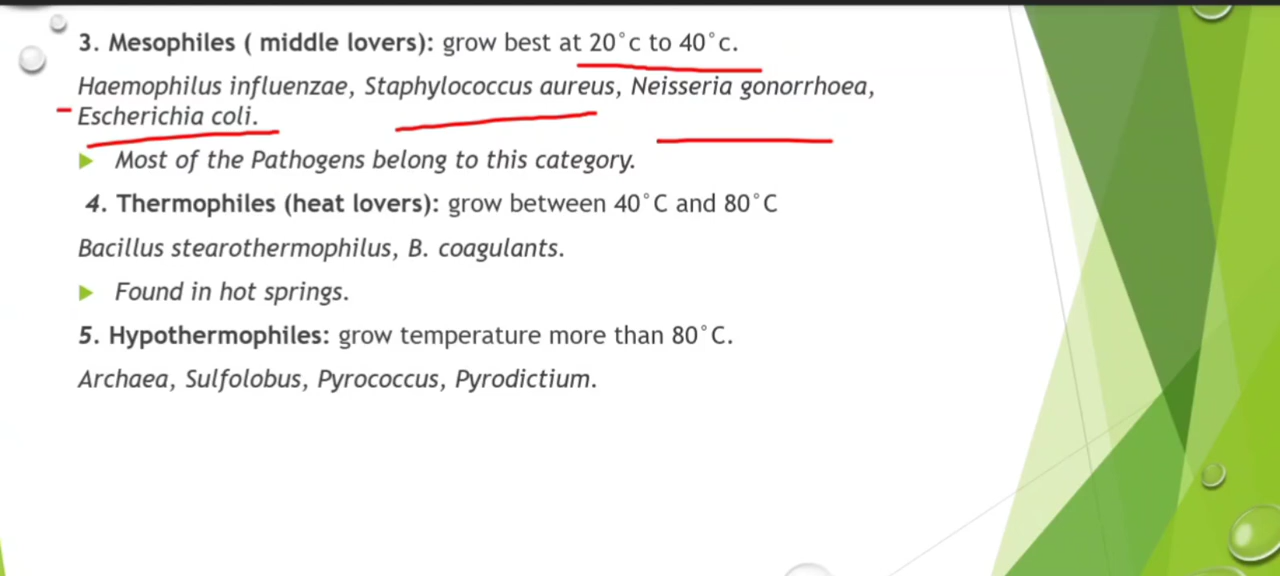 3. Mesophiles ( middle lovers): grow best at 20°c to 40°c.
Haemophilus influenzae, Staphylococcus aureus, Neisseria gonorrhoea,
Escherichia coli.
Most of the Pathogens belong to this category.
4. Thermophiles (heat lovers): grow between 40°C and 80°C
Bacillus stearothermophilus, B. coagulants.
Found in hot springs.
5. Hypothermophiles: grow temperature more than 80°C.
Archaea, Sulfolobus, Pyrococcus, Pyrodictium.